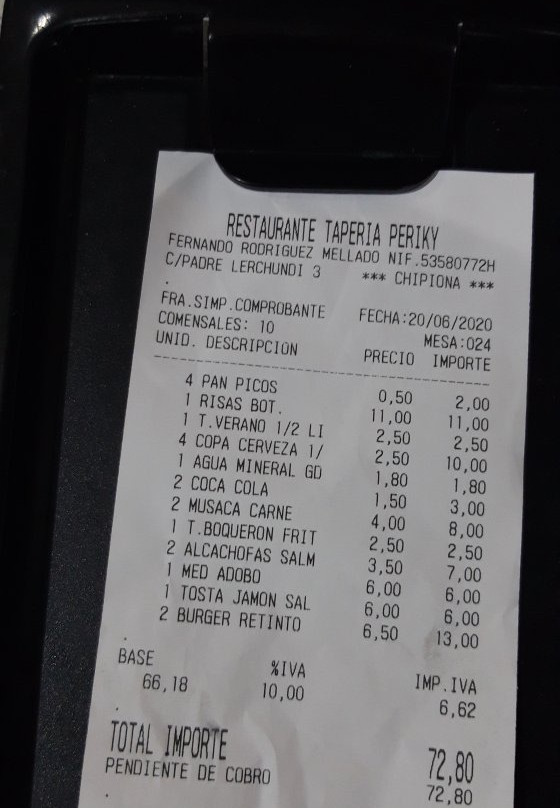 RESTAURANTE TAPERIA PERIKY
FERNANDO RODRIGUEZ MELLADO NIF.53580772H
C/PADRE LERCHUNDI 3 *** CHIPIONA ***
.
FRA.SIMP.COMPROBANTE FECHA:20/06/2020
COMENSALES: 10 MESA:024
UNID. DESCRIPCION PRECIO IMPORTE
4 PAN PICOS 0,50 2,00
1 RISAS BOT. 11,00 11,00
1 T.VERANO 1/2 LI 2,50 2,50
4 COPA CERVEZA 1/ 2,50 10,00
1 AGUA MINERAL GD 1,80 1,80
2 COCA COLA 1,50 3,00
2 MUSACA CARNE 4,00 8,00
1 T.BOQUERON FRIT 2,50 2,50
2 ALCACHOFAS SALM 3,50 7,00
1 MED ADOBO 6,00 6,00
1 TOSTA JAMON SAL 6,00 6,00
2 BURGER RETINTO 6,50 13,00
.
BASE %IVA IMP.IVA
66,18 10,00 6,62
.
TOTAL IMPORTE 72,80
PENDIENTE DE COBRO 72,80
.